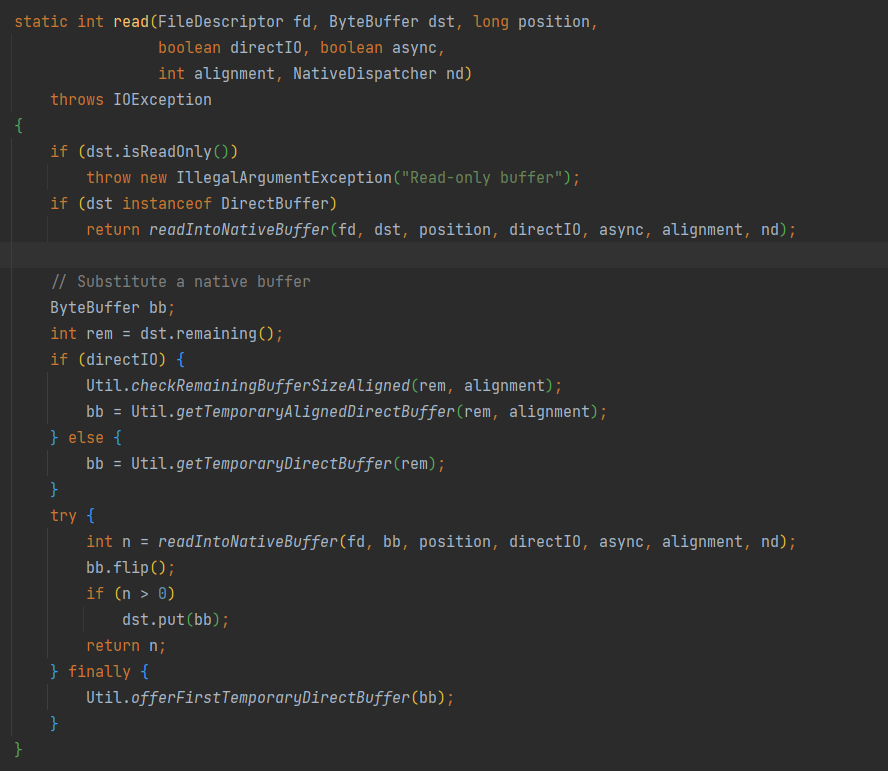 static int read(FileDescriptor fd, ByteBuffer dst, long position,
                boolean directIO, boolean async,
                int alignment, NativeDispatcher nd)
    throws IOException
{
    if (dst.isReadOnly())
        throw new IllegalArgumentException("Read-only buffer");
    if (dst instanceof DirectBuffer)
        return readIntoNativeBuffer(fd, dst, position, directIO, async, alignment, nd);

    // Substitute a native buffer
    ByteBuffer bb;
    int rem = dst.remaining();
    if (directIO) {
        Util.checkRemainingBufferSizeAligned(rem, alignment);
        bb = Util.getTemporaryAlignedDirectBuffer(rem, alignment);
    } else {
        bb = Util.getTemporaryDirectBuffer(rem);
    }
    try {
        int n = readIntoNativeBuffer(fd, bb, position, directIO, async, alignment, nd);
        bb.flip();
        if (n > 0)
            dst.put(bb);
        return n;
    } finally {
        Util.offerFirstTemporaryDirectBuffer(bb);
    }
}